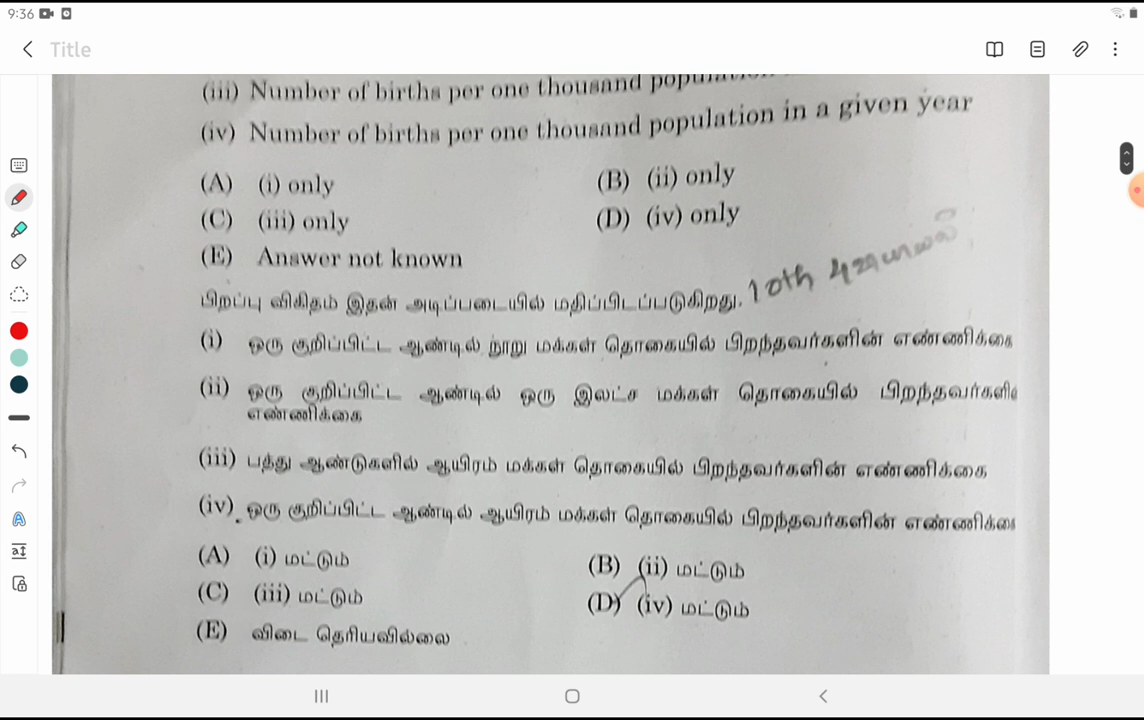 9:36
Title
(iii) Number of births per one thousand
(iv) Number of births per one thousand population in a given year
(A) (i) only
(B) (ii) only
(C) (iii) only
(D) (iv) only
(E) Answer not known
பிறப்பு விகிதம் இதன் அடிப்படையில் மதிப்பிடப்படுகிறது. 10th
(i) ஒரு குறிப்பிட்ட ஆண்டில் நூறு மக்கள் தொகையில் பிறந்தவர்களின் எண்ணிக்கை
(ii) ஒரு குறிப்பிட்ட ஆண்டில் ஒரு இலட்ச மக்கள் தொகையில்
எண்ணிக்கை
(iii) பத்து ஆண்டுகளில் ஆயிரம் மக்கள் தொகையில் பிறந்தவர்களின் எண்ணிக்கை
(iv) ஒரு குறிப்பிட்ட ஆண்டில் ஆயிரம் மக்கள் தொகையில் பிறந்தவர்களின்
(A) (i) மட்டும்
(B) (ii) மட்டும்
(C) (iii) மட்டும்
(D) (iv) மட்டும்
(E) விடை தெரியவில்லை